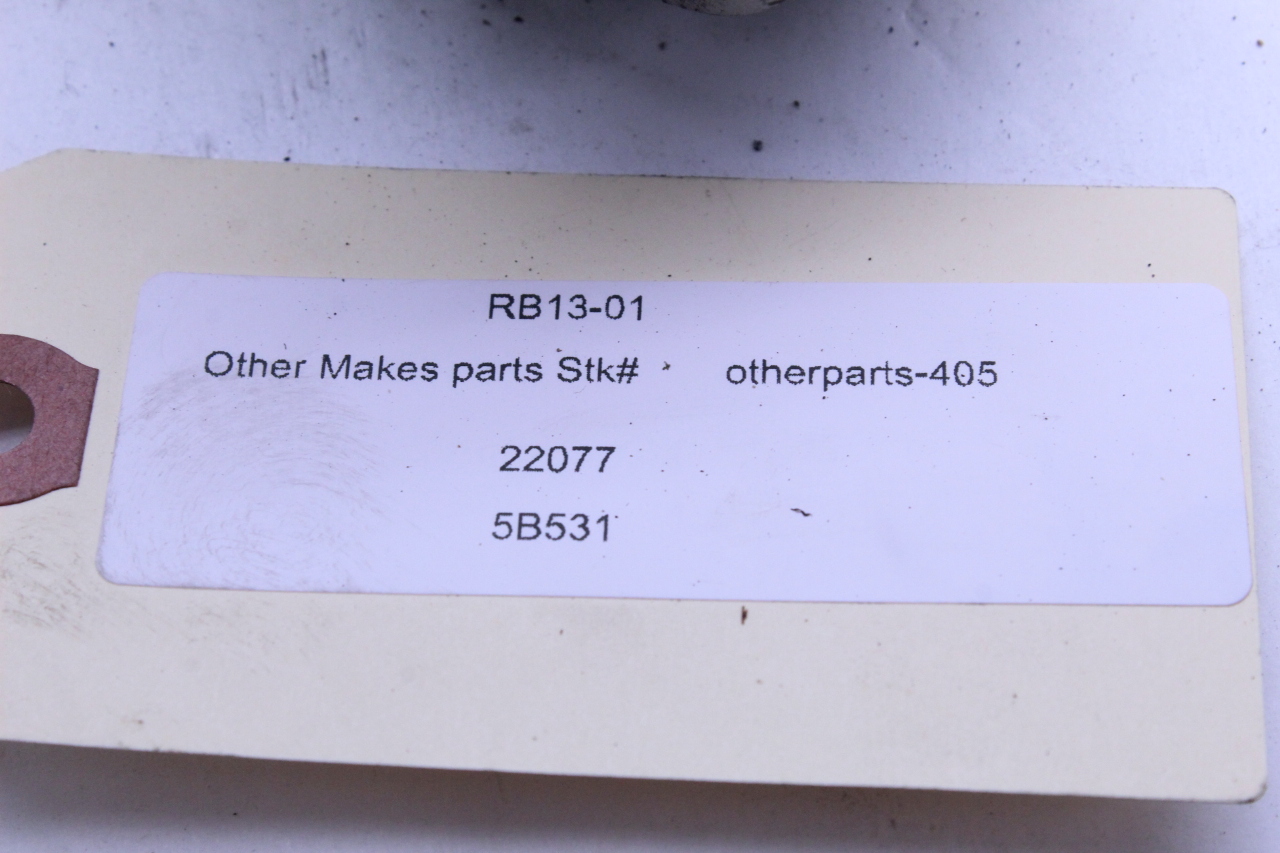 RB13-01
Other Makes parts Stk# otherparts-405
22077
5B531